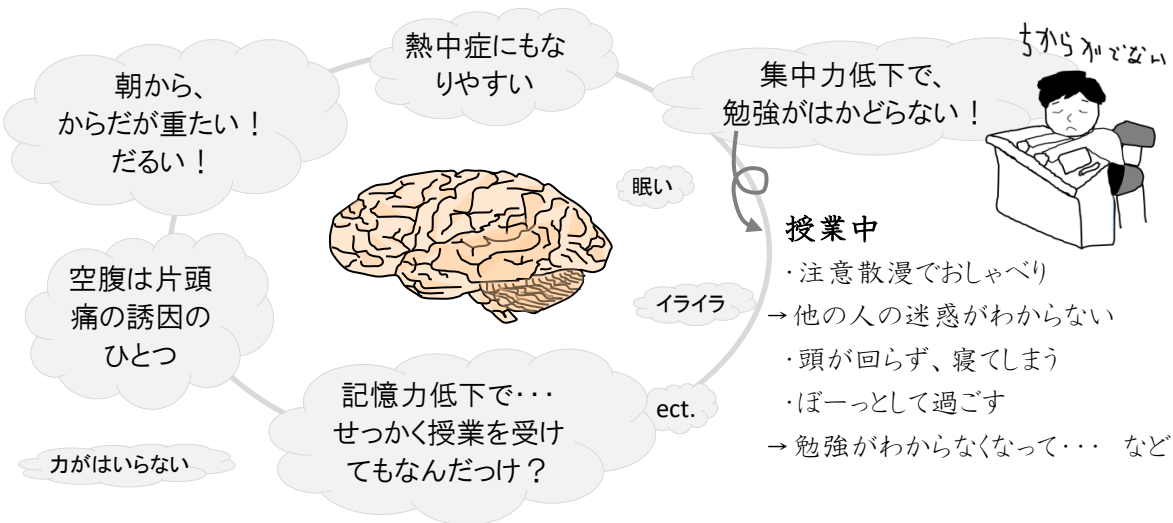 朝から、
からだが重たい！
だるい！
熱中症にもな
りやすい
集中力低下で、
勉強がはかどらない！
ちからがでない
眠い
イライラ
授業中
・注意散漫でおしゃべり
→他の人の迷惑がわからない
・頭が回らず、寝てしまう
・ぼーっとして過ごす
→勉強がわからなくなって･･･　など
空腹は片頭
痛の誘因の
ひとつ
記憶力低下で･･･
せっかく授業を受け
てもなんだっけ？
ect.
力がはいらない